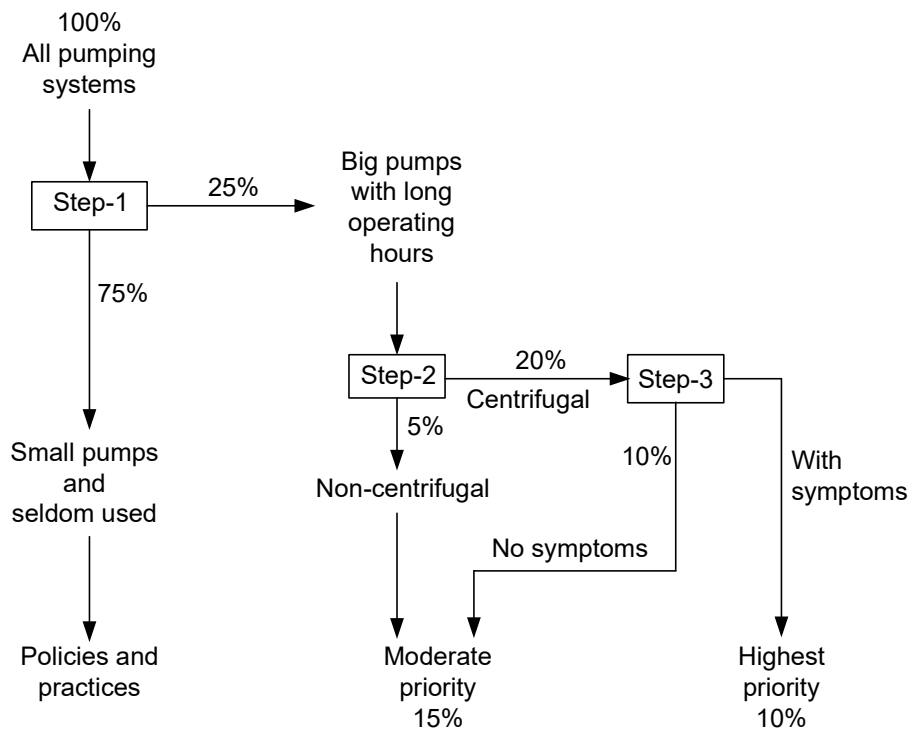 100%
All pumping
systems
Step-1
25%
Big pumps
with long
operating
hours
75%
Step-2
20%
Centrifugal
Step-3
5%
10%
Small pumps
and
seldom used
Non-centrifugal
With
symptoms
No symptoms
Policies and
practices
Moderate
priority
15%
Highest
priority
10%